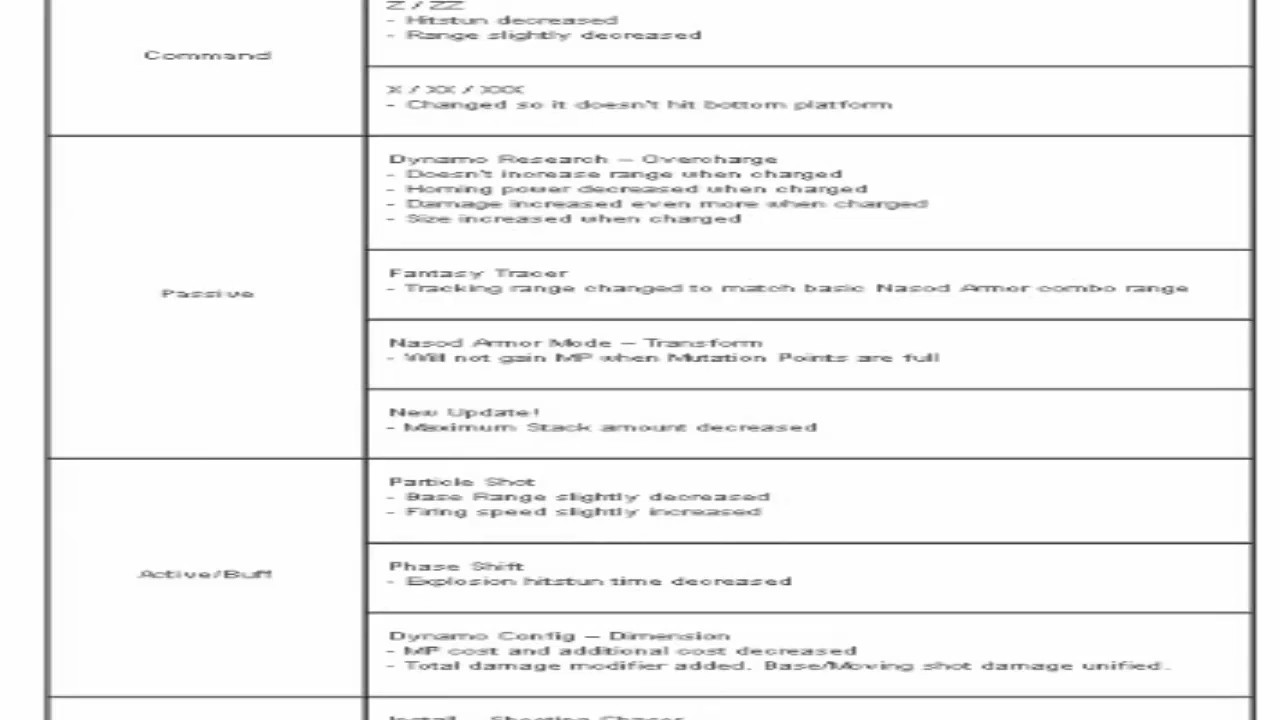 Z / ZZ
- Hitstun decreased
- Range slightly decreased
Command
X / XX / XXX
- Changed so it doesn't hit bottom platform
Dynamo Research – Overcharge
- Doesn't increase range when charged
- Homing power decreased when charged
- Damage increased even more when charged
- Size increased when charged
Passive
Fantasy Tracer
- Tracking range changed to match basic Nasod Armor combo range
Nasod Armor Mode – Transform
- Will not gain MP when Mutation Points are full
New Update!
- Maximum Stack amount decreased
Particle Shot
- Base Range slightly decreased
- Firing speed slightly increased
Active/Buff
Phase Shift
- Explosion hitstun time decreased
Dynamo Config – Dimension
- MP cost and additional cost decreased
- Total damage modifier added. Base/Moving shot damage unified.
Install – Shooting Chaser